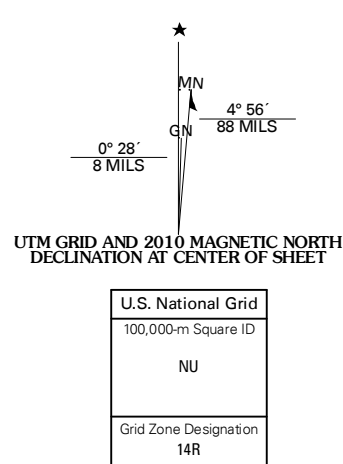 ★
MN
4° 56´
88 MILS
GN
0° 28´
8 MILS
UTM GRID AND 2010 MAGNETIC NORTH
DECLINATION AT CENTER OF SHEET
U.S. National Grid
100,000-m Square ID
NU
Grid Zone Designation
14R